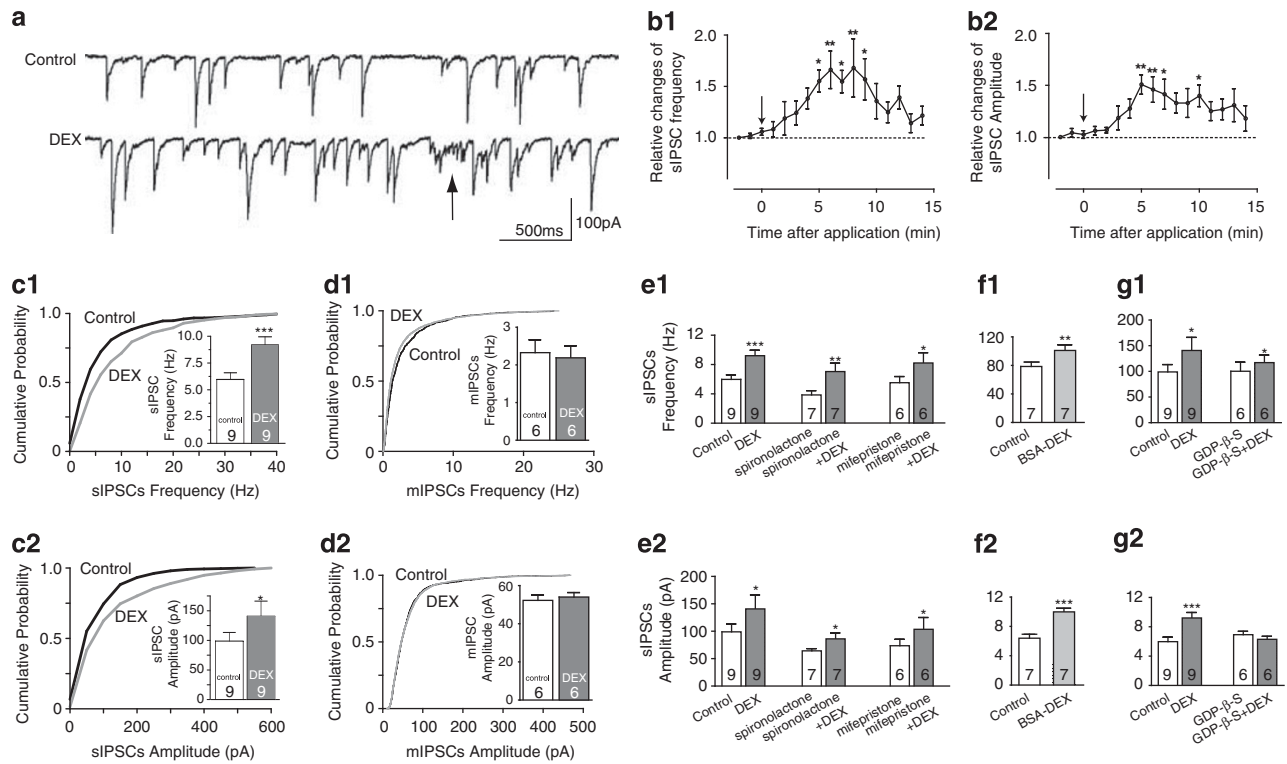 a
Control
DEX
500ms
100pA
b1
Relative changes of
sIPSC frequency
2.0
** **
* * *
1.5
1.0
0 5 10 15
Time after application (min)
b2
Relative changes of
sIPSC Amplitude
2.0
** ** * *
1.5
1.0
0 5 10 15
Time after application (min)
c1
Cumulative Probability
1.0
0.5
0
Control
DEX
sIPSC
Frequency (Hz)
10.0
7.5
5.0
2.5
0.0
***
control
9
DEX
9
0 10 20 30 40
sIPSCs Frequency (Hz)
d1
Cumulative Probability
1.0
0.5
0
DEX
Control
mIPSCs
Frequency (Hz)
3
2
1
0
control
6
DEX
6
0 10 20 30
mIPSCs Frequency (Hz)
e1
sIPSCs
Frequency (Hz)
12
8
4
0
*** ** *
9 9 7 7 6 6
Control
DEX
spironolactone
spironolactone
+DEX
mifepristone
mifepristone
+DEX
f1
120
80
40
0
**
7 7
Control
BSA-DEX
g1
200
150
100
50
0
* *
9 9 6 6
Control
DEX
GDP-β-S
GDP-β-S+DEX
c2
Cumulative Probability
1.0
0.5
0
Control
DEX
sIPSC
Amplitude (pA)
150
100
50
0
*
control
9
DEX
9
0 200 400 600
sIPSCs Amplitude (pA)
d2
Cumulative Probability
1.0
0.5
0
Control
DEX
mIPSC
Amplitude (pA)
60
40
20
0
control
6
DEX
6
0 100 200 300 400 500
mIPSCs Amplitude (pA)
e2
sIPSCs
Amplitude (pA)
200
150
100
50
0
* * *
9 9 7 7 6 6
Control
DEX
spironolactone
spironolactone
+DEX
mifepristone
mifepristone
+DEX
f2
12
8
4
0
***
7 7
Control
BSA-DEX
g2
12
8
4
0
***
9 9 6 6
Control
DEX
GDP-β-S
GDP-β-S+DEX